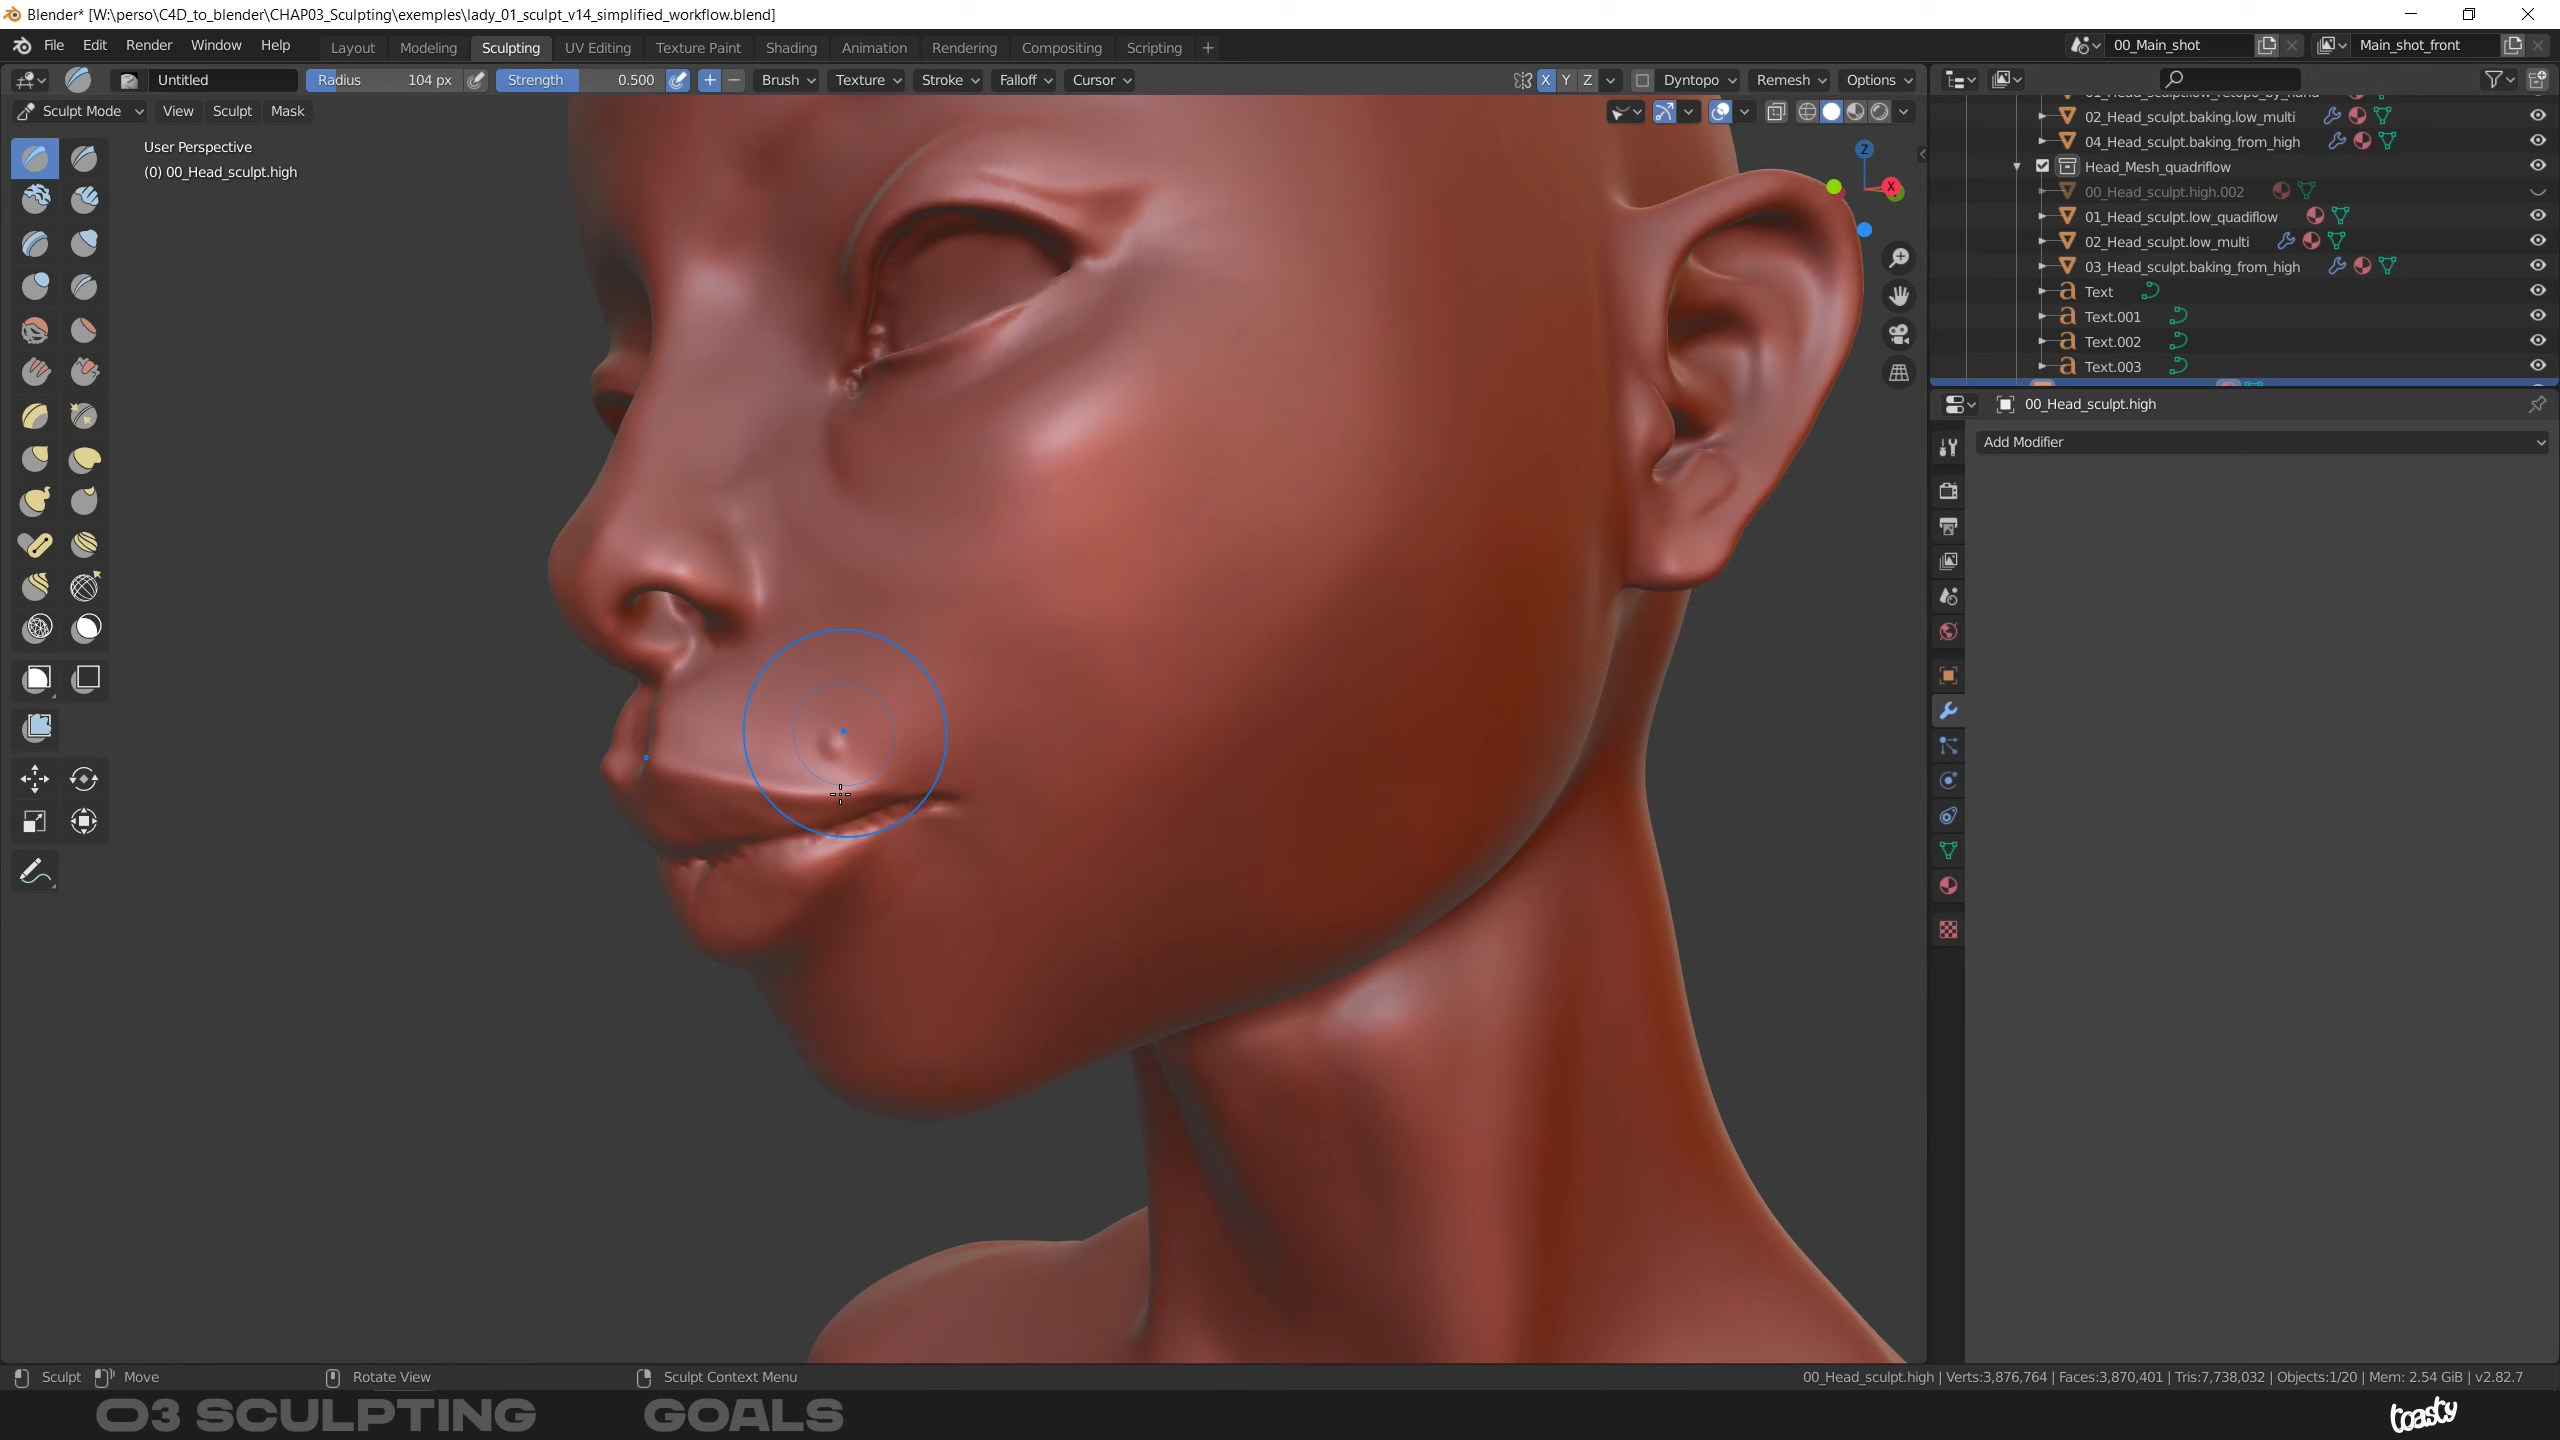 Blender* [W:\perso\C4D_to_blender\CHAP03_Sculpting\exemples\lady_01_sculpt_v14_simplified_workflow.blend]
File Edit Render Window Help Layout Modeling Sculpting UV Editing Texture Paint Shading Animation Rendering Compositing Scripting + 00_Main_shot Main_shot_front
Untitled Radius 104 px Strength 0.500 Brush Texture Stroke Falloff Cursor X Y Z Dyntopo Remesh Options
Sculpt Mode View Sculpt Mask
User Perspective
(0) 00_Head_sculpt.high
Z
X
02_Head_sculpt.baking.low_multi
04_Head_sculpt.baking_from_high
Head_Mesh_quadriflow
00_Head_sculpt.high.002
01_Head_sculpt.low_quadiflow
02_Head_sculpt.low_multi
03_Head_sculpt.baking_from_high
Text
Text.001
Text.002
Text.003
00_Head_sculpt.high
Add Modifier
Sculpt Move Rotate View Sculpt Context Menu 00_Head_sculpt.high | Verts:3,876,764 | Faces:3,870,401 | Tris:7,738,032 | Objects:1/20 | Mem: 2.54 GiB | v2.82.7
03 SCULPTING GOALS toasty